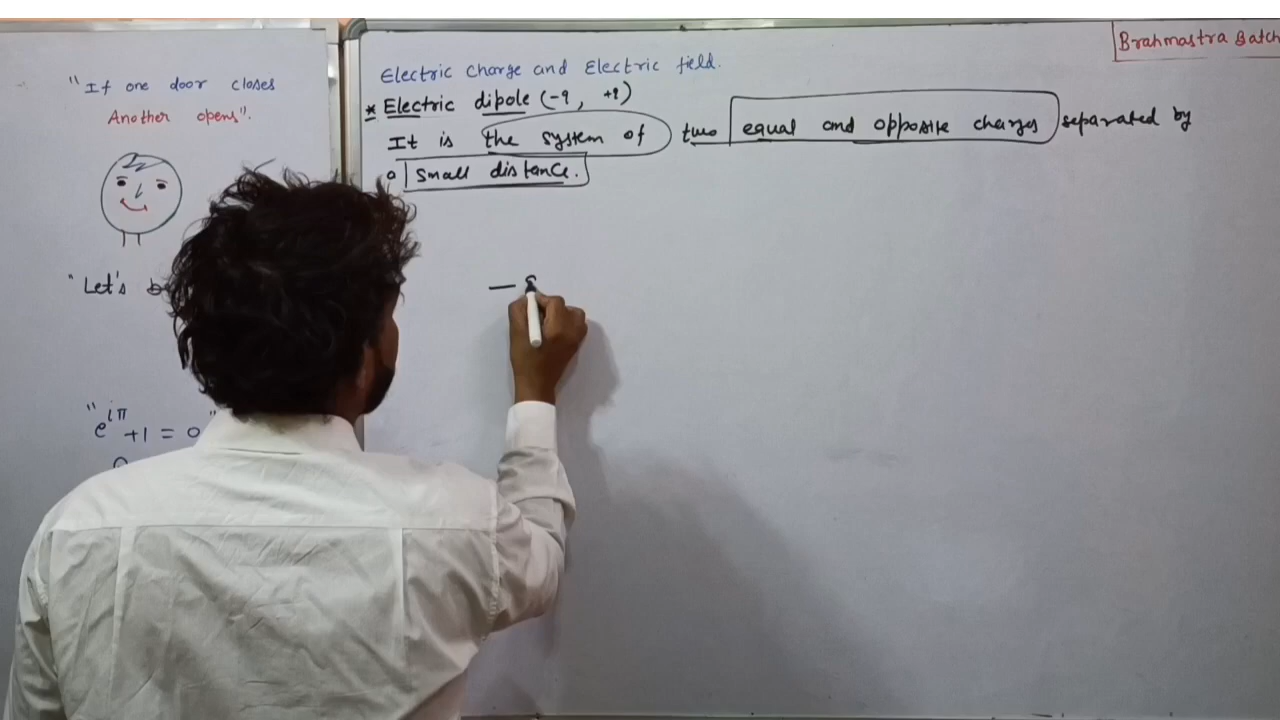 "If one door closes
Another opens".
"Let's
"e^iπ +1 = 0"
Brahmastra Batch
Electric charge and Electric field.
* Electric dipole (-q, +q)
It is the system of two equal and opposite charges separated by
a small distance.
-